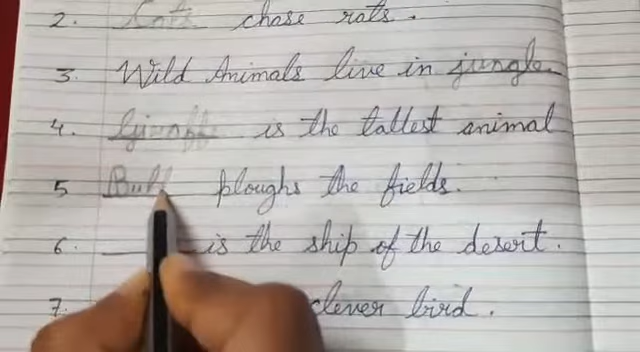 2. Cats chase rats.
3. Wild Animals live in jungle.
4. Giraffe is the tallest animal
5 Bull ploughs the fields.
6. is the ship of the desert.
7. clever bird.